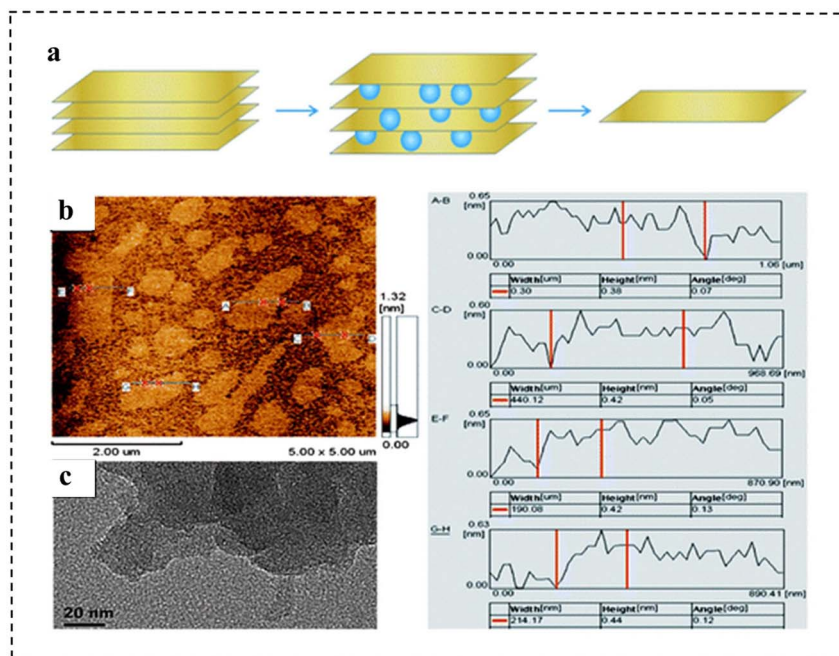 a
b
1.32
[nm]
0.00
2.00 um
5.00 x 5.00 um
c
20 nm
A-B
0.65
[nm]
0.00
0.00
1.06 [um]
Width[um] Height[nm] Angle[deg]
0.30 0.38 0.07
C-D
0.60
[nm]
0.00
0.00
968.69 [nm]
Width[um] Height[nm] Angle[deg]
440.12 0.42 0.05
E-F
0.65
[nm]
0.00
0.00
870.90 [nm]
Width[nm] Height[nm] Angle[deg]
190.08 0.42 0.13
G-H
0.63
[nm]
0.00
0.00
890.41 [nm]
Width[nm] Height[nm] Angle[deg]
214.17 0.44 0.12